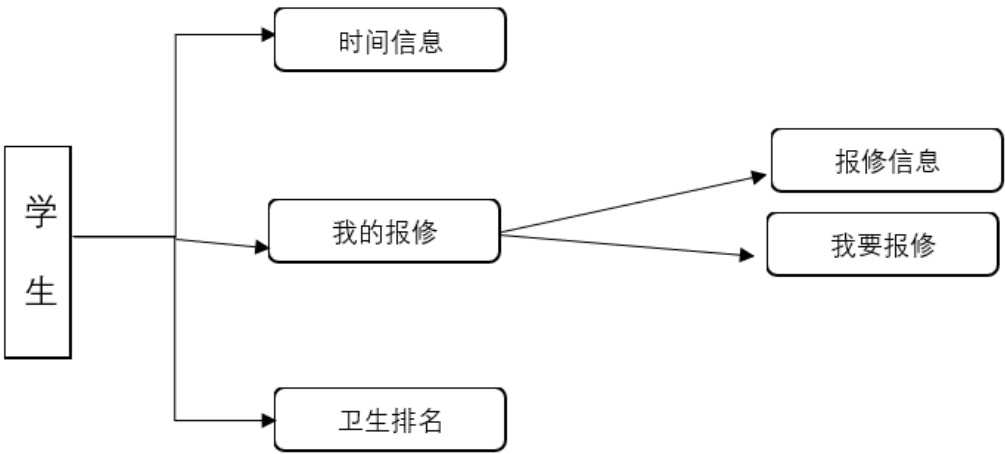 时间信息
学生
我的报修
报修信息
我要报修
卫生排名